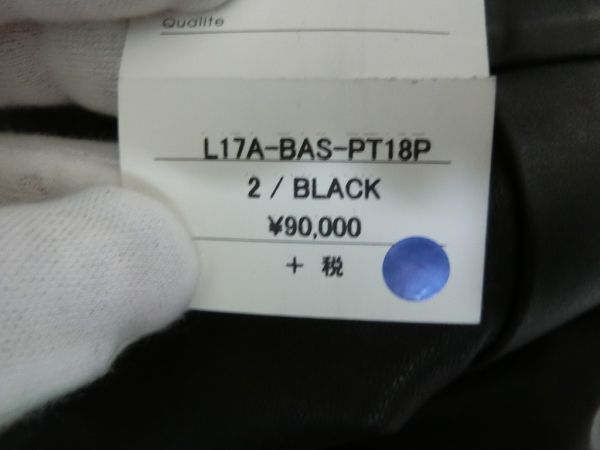 Qualite
L17A-BAS-PT18P
2 / BLACK
¥90,000
+ 税